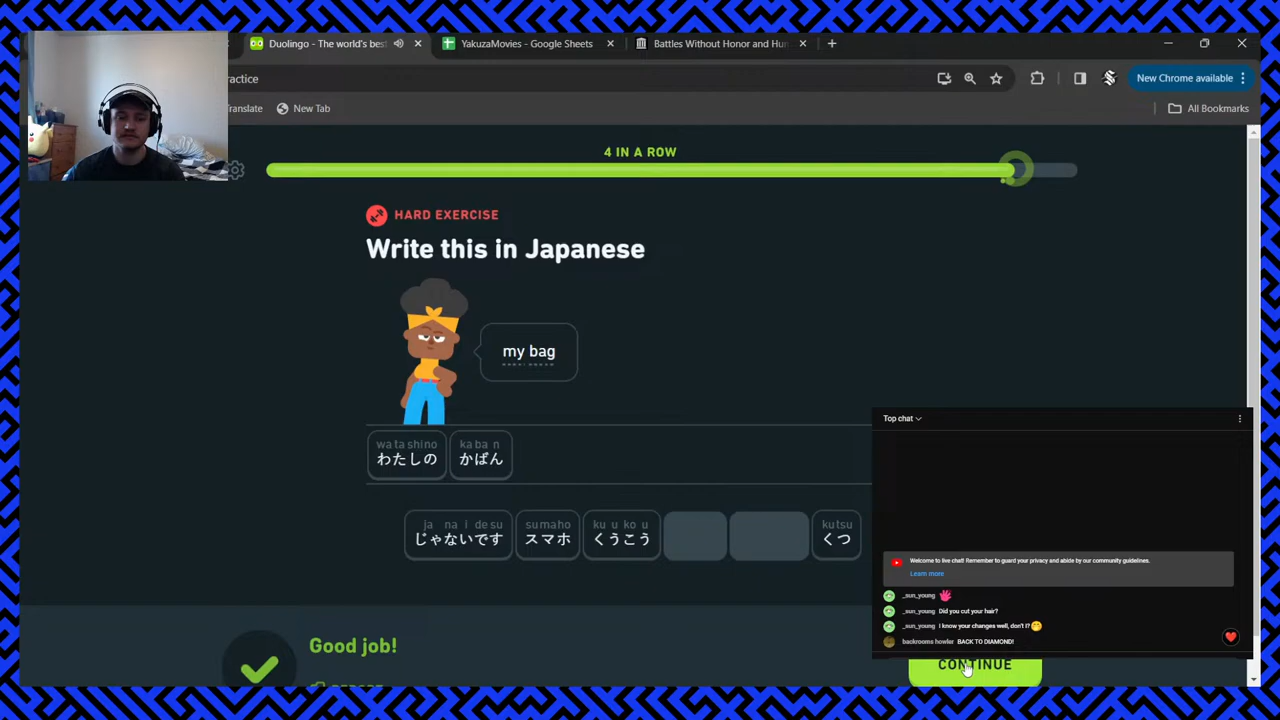 Duolingo - The world's best
YakuzaMovies - Google Sheets
Battles Without Honor and Hun
ractice
New Chrome available
Translate
New Tab
All Bookmarks
4 IN A ROW
HARD EXERCISE
Write this in Japanese
my bag
wa ta shi no
わたしの
ka ba n
かばん
ja na i de su
じゃないです
su ma ho
スマホ
ku u ko u
くうこう
ku tsu
くつ
Top chat
Welcome to live chat! Remember to guard your privacy and abide by our community guidelines.
Learn more
_sun_young
_sun_young Did you cut your hair?
_sun_young I know your changes well, don't I?
backrooms howler BACK TO DIAMOND!
Good job!
CONTINUE